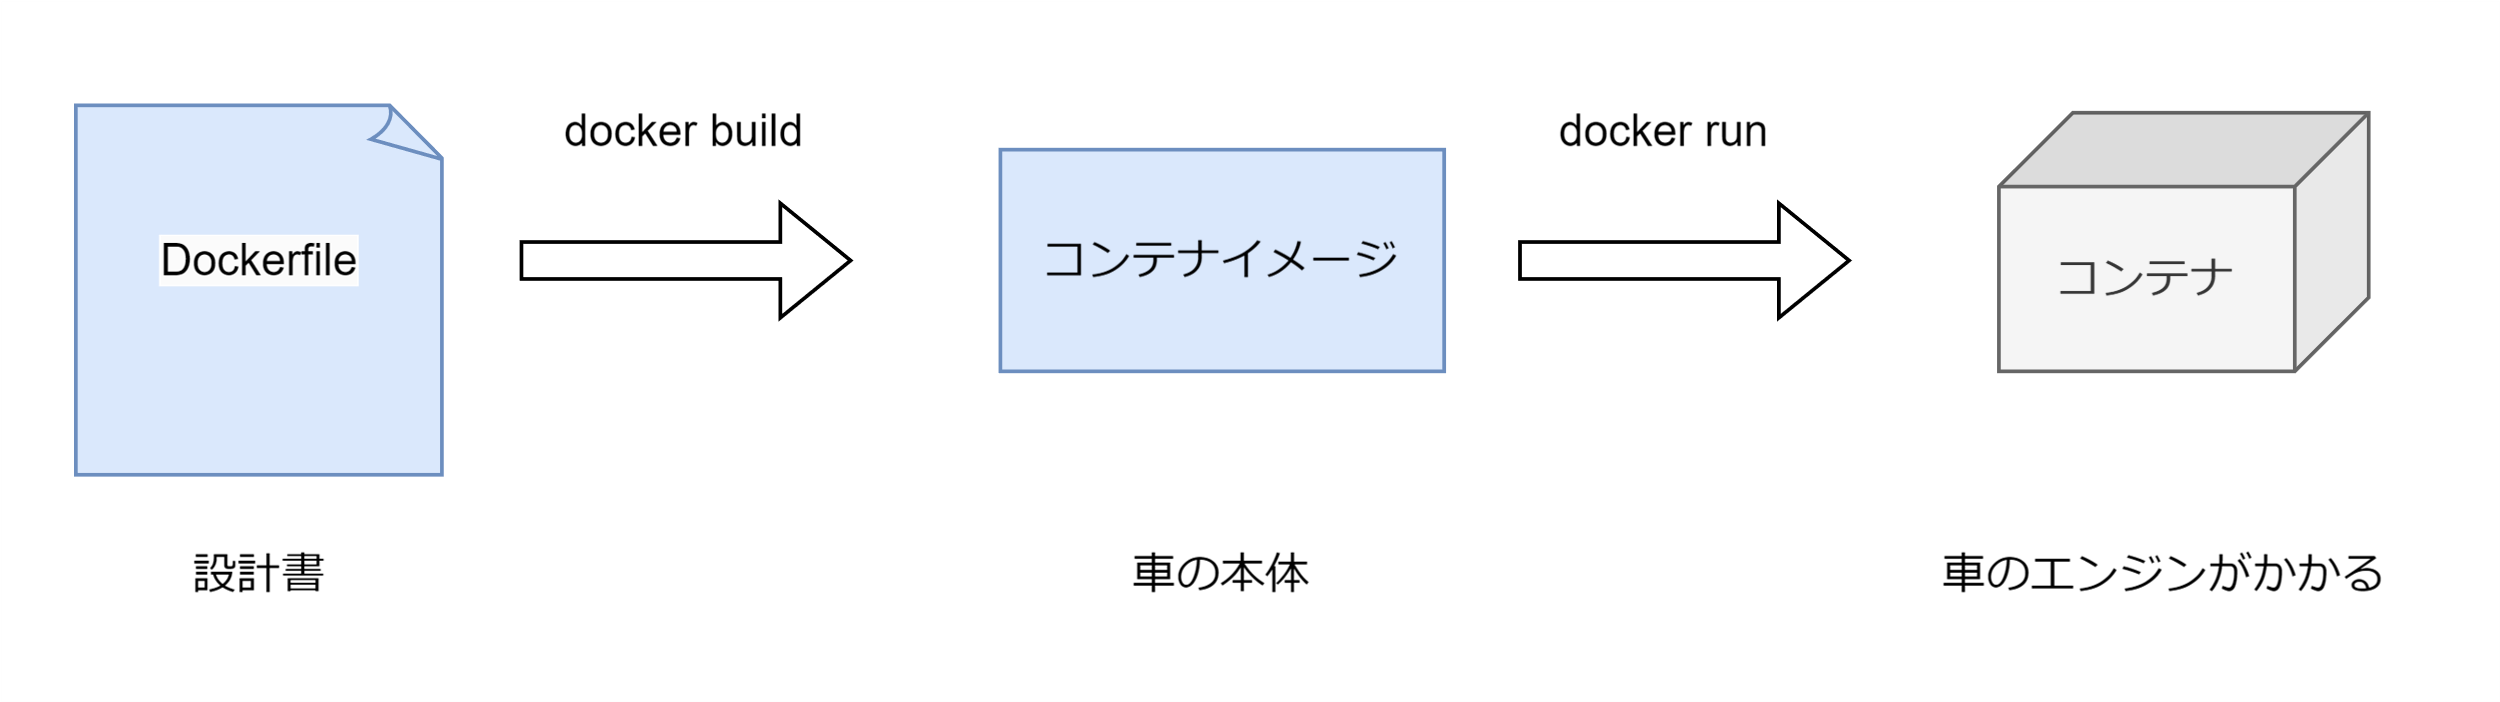 docker build
docker run
Dockerfile
コンテナイメージ
コンテナ
設計書
車の本体
車のエンジンがかかる